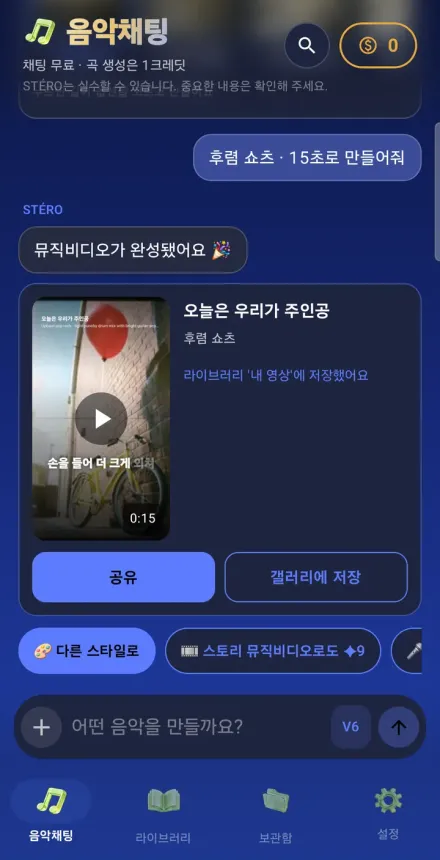 음악채팅
0
채팅 무료 · 곡 생성은 1크레딧
STÉRO는 실수할 수 있습니다. 중요한 내용은 확인해 주세요.
후렴 쇼츠 · 15초로 만들어줘
STÉRO
뮤직비디오가 완성됐어요 🎉
오늘은 우리가 주인공
오늘은 우리가 주인공
후렴 쇼츠
라이브러리 '내 영상'에 저장했어요
손을 들어 더 크게 외쳐
0:15
공유
갤러리에 저장
🎨 다른 스타일로
🎞️ 스토리 뮤직비디오로도 ✦9
🎤
+ 어떤 음악을 만들까요?
V6
음악채팅
라이브러리
보관함
설정